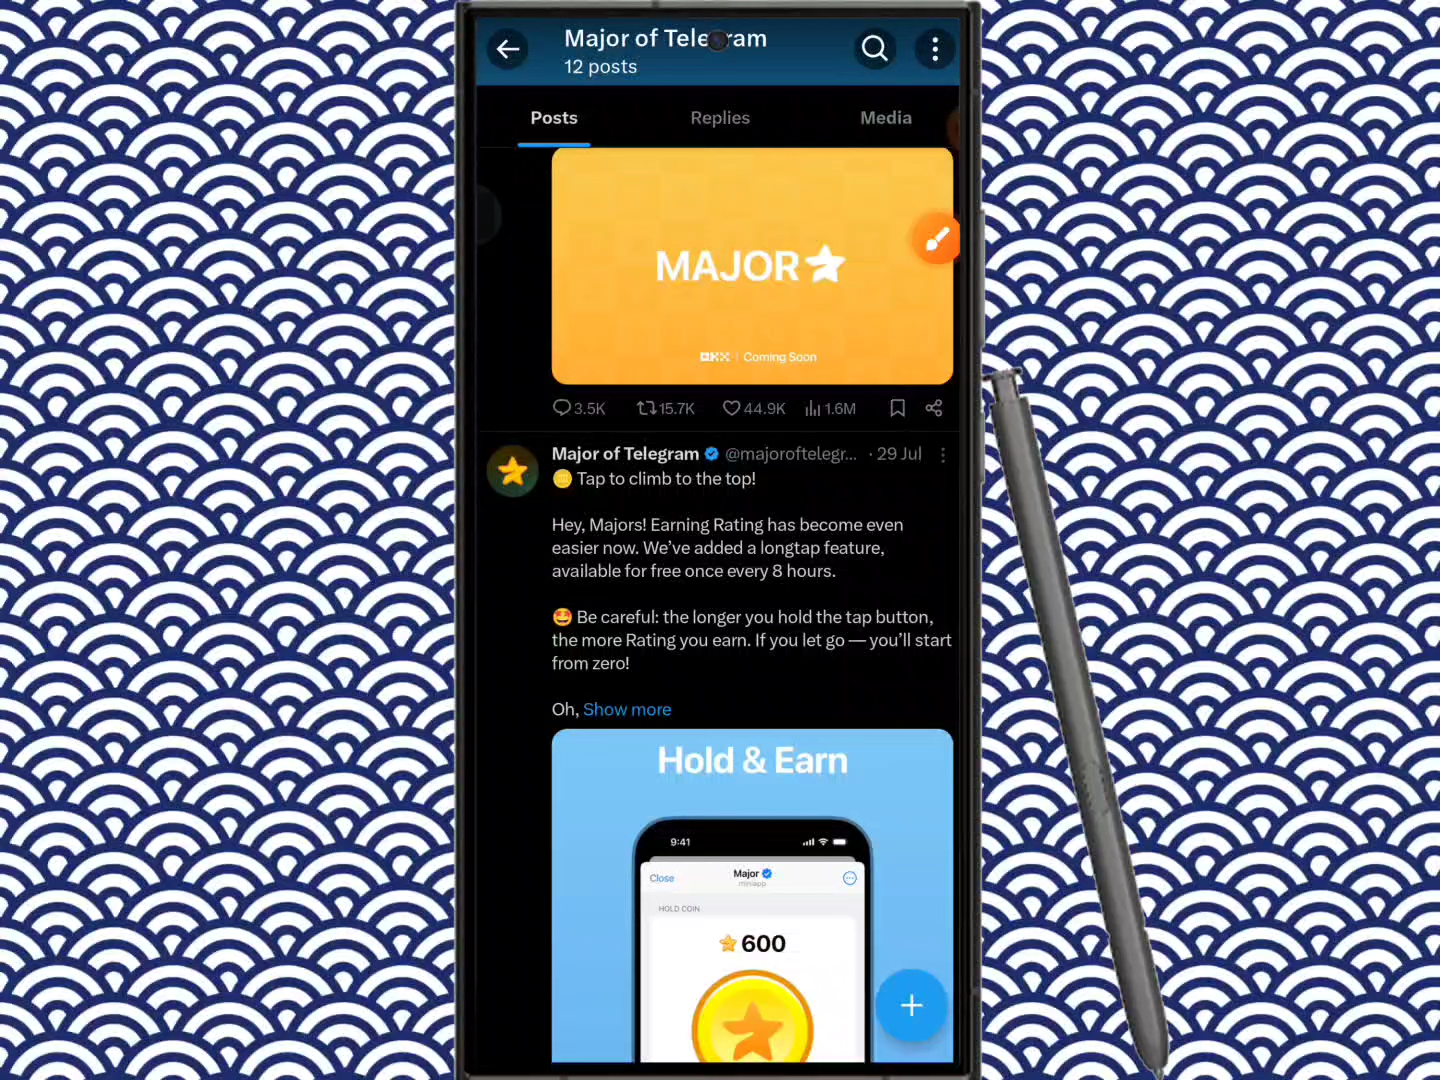 Major of Telegram
12 posts
Posts Replies Media
MAJOR
OKX | Coming Soon
3.5K 15.7K 44.9K 1.6M
Major of Telegram @majoroftelegr... · 29 Jul
Tap to climb to the top!
Hey, Majors! Earning Rating has become even
easier now. We've added a longtap feature,
available for free once every 8 hours.
🤩 Be careful: the longer you hold the tap button,
the more Rating you earn. If you let go — you'll start
from zero!
Oh, Show more
Hold & Earn
9:41
Close Major
miniapp
HOLD COIN
600